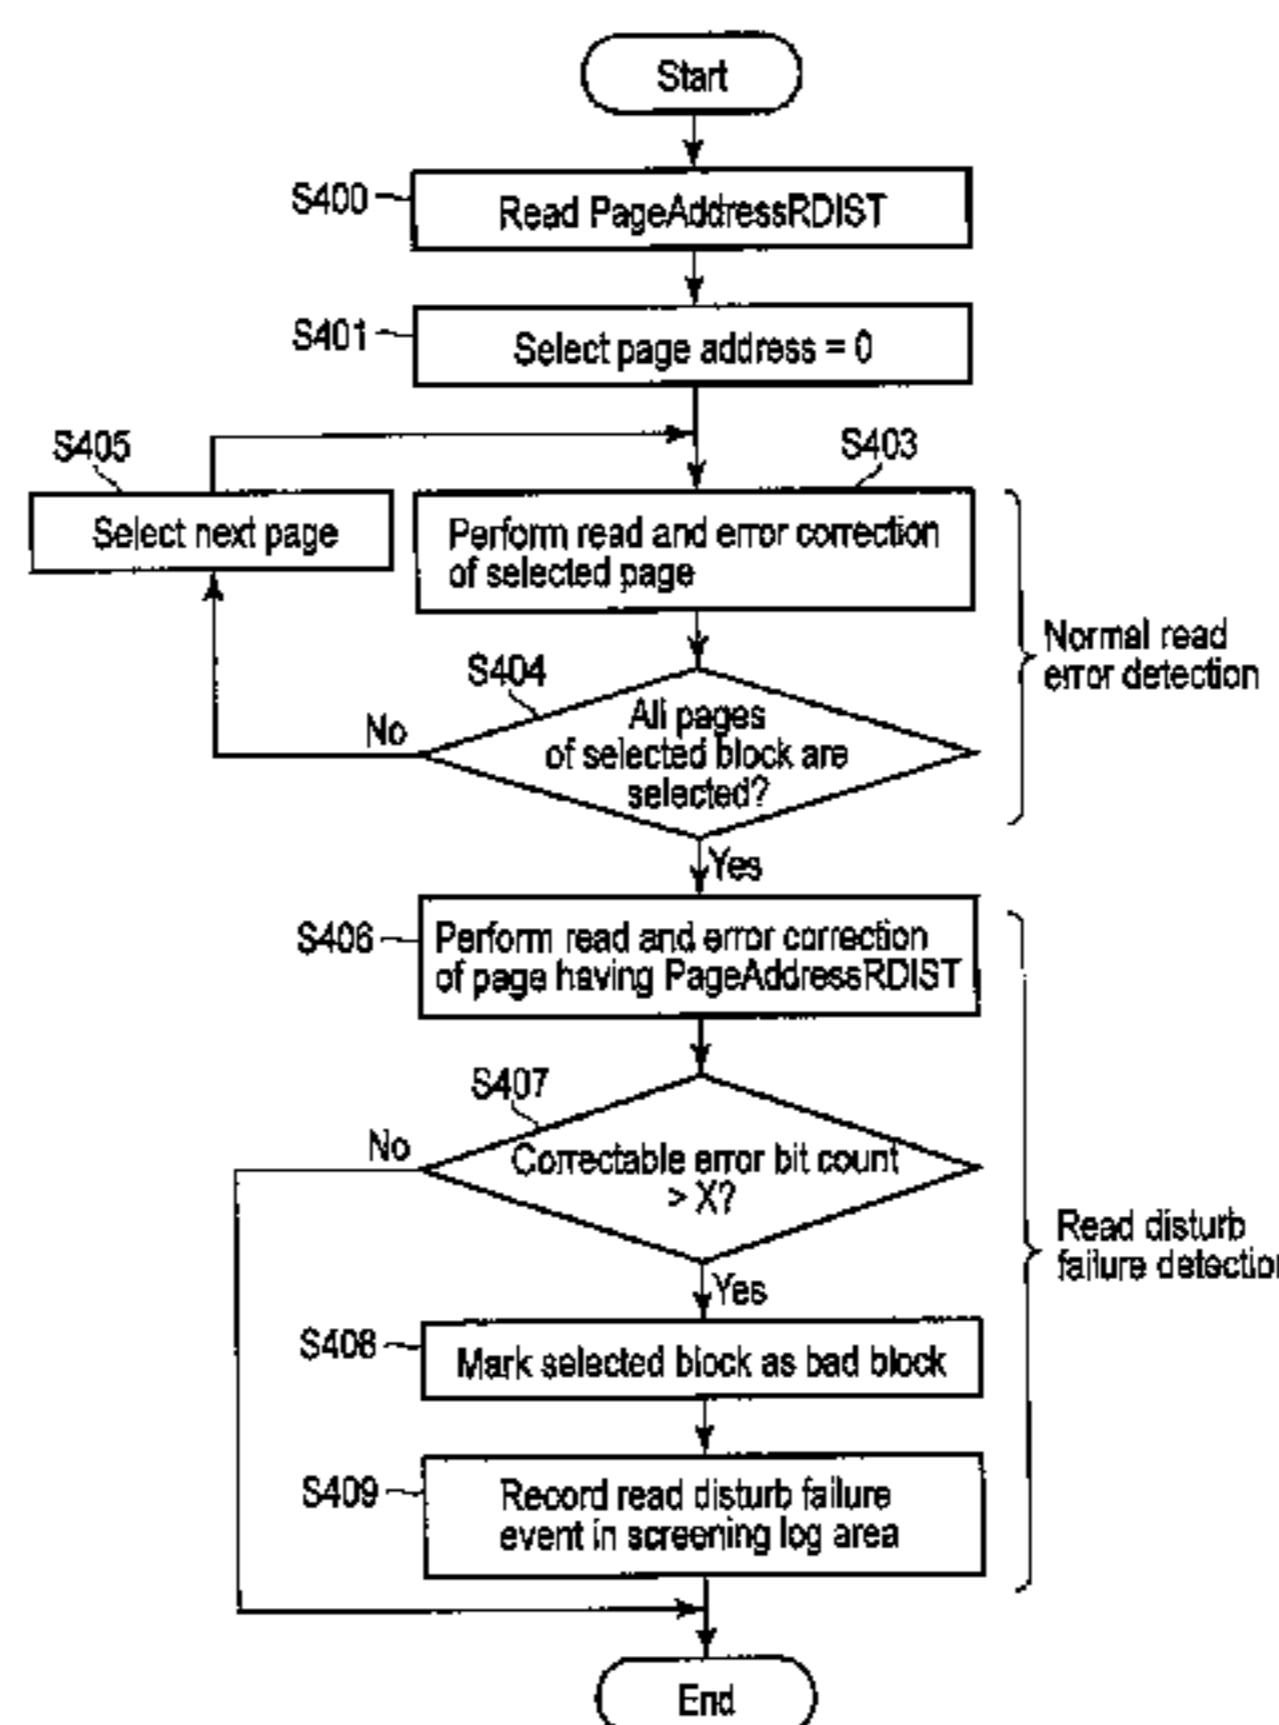 Start
S400
Read PageAddressRDIST
S401
Select page address = 0
S405
Select next page
S403
Perform read and error correction
of selected page
Normal read
error detection
S404
No
All pages
of selected block are
selected?
Yes
S406
Perform read and error correction
of page having PageAddressRDIST
S407
No
Correctable error bit count
> X?
Yes
Read disturb
failure detection
S408
Mark selected block as bad block
S409
Record read disturb failure
event in screening log area
End